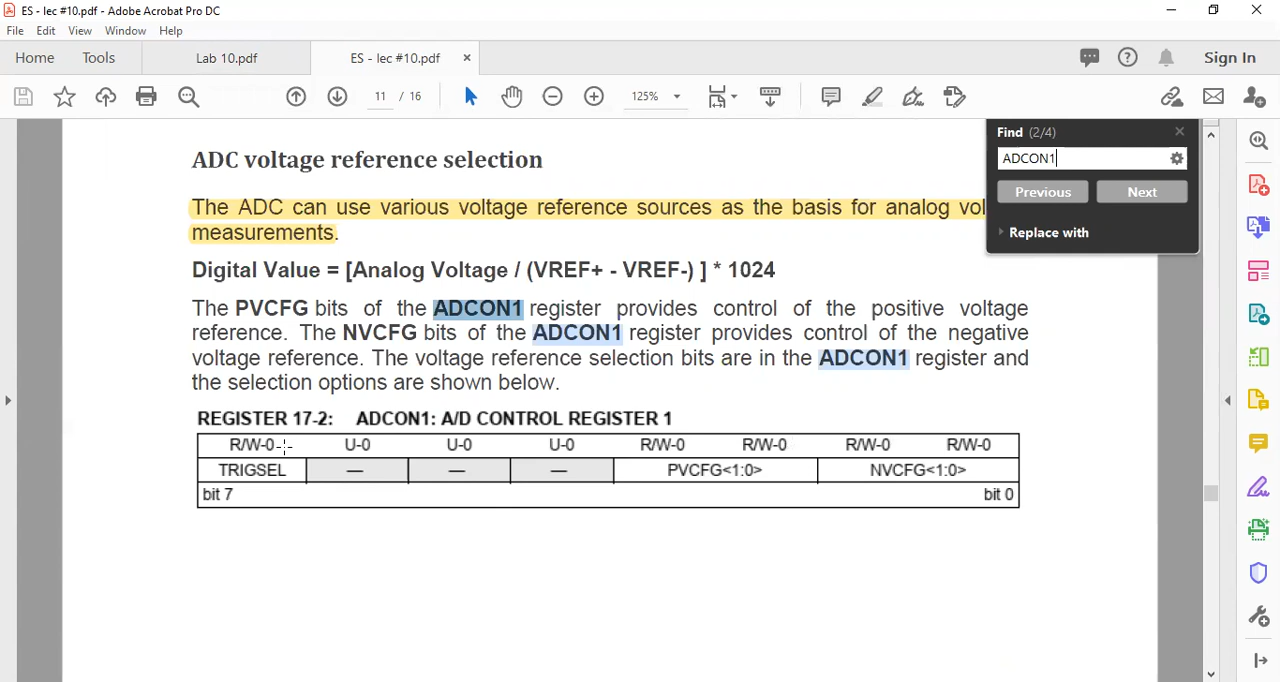 ES - lec #10.pdf - Adobe Acrobat Pro DC
File Edit View Window Help
Home Tools Lab 10.pdf ES - lec #10.pdf × Sign In
11 / 16 125%
Find (2/4)
ADCON1
Previous Next
Replace with
ADC voltage reference selection
The ADC can use various voltage reference sources as the basis for analog vol
measurements.
Digital Value = [Analog Voltage / (VREF+ - VREF-) ] * 1024
The PVCFG bits of the ADCON1 register provides control of the positive voltage
reference. The NVCFG bits of the ADCON1 register provides control of the negative
voltage reference. The voltage reference selection bits are in the ADCON1 register and
the selection options are shown below.
REGISTER 17-2: ADCON1: A/D CONTROL REGISTER 1
R/W-0 U-0 U-0 U-0 R/W-0 R/W-0 R/W-0 R/W-0
TRIGSEL — — — PVCFG<1:0> NVCFG<1:0>
bit 7 bit 0